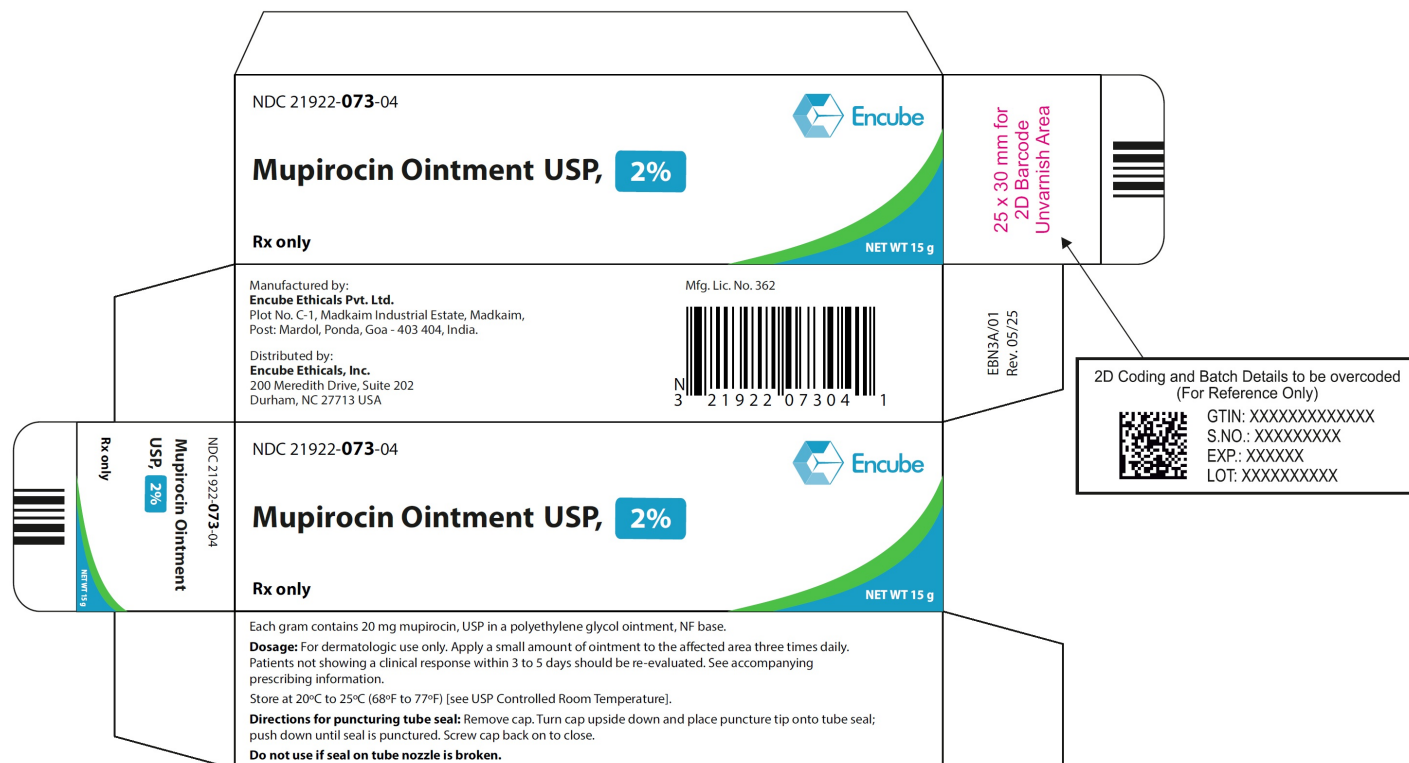 NDC 21922-073-04
Encube
Mupirocin Ointment USP, 2%
Rx only
NET WT 15 g
25 x 30 mm for
2D Barcode
Unvarnish Area
Manufactured by:
Encube Ethicals Pvt. Ltd.
Plot No. C-1, Madkaim Industrial Estate, Madkaim,
Post: Mardol, Ponda, Goa - 403 404, India.
Distributed by:
Encube Ethicals, Inc.
200 Meredith Drive, Suite 202
Durham, NC 27713 USA
Mfg. Lic. No. 362
N
3 21922 07304 1
EBN3A/01
Rev. 05/25
2D Coding and Batch Details to be overcoded
(For Reference Only)
GTIN: XXXXXXXXXXXXXX
S.NO.: XXXXXXXXX
EXP.: XXXXXX
LOT: XXXXXXXXXX
NDC 21922-073-04
Mupirocin Ointment
USP, 2%
Rx only
NET WT 15 g
NDC 21922-073-04
Encube
Mupirocin Ointment USP, 2%
Rx only
NET WT 15 g
Each gram contains 20 mg mupirocin, USP in a polyethylene glycol ointment, NF base.
Dosage: For dermatologic use only. Apply a small amount of ointment to the affected area three times daily.
Patients not showing a clinical response within 3 to 5 days should be re-evaluated. See accompanying
prescribing information.
Store at 20ºC to 25ºC (68ºF to 77ºF) [see USP Controlled Room Temperature].
Directions for puncturing tube seal: Remove cap. Turn cap upside down and place puncture tip onto tube seal;
push down until seal is punctured. Screw cap back on to close.
Do not use if seal on tube nozzle is broken.